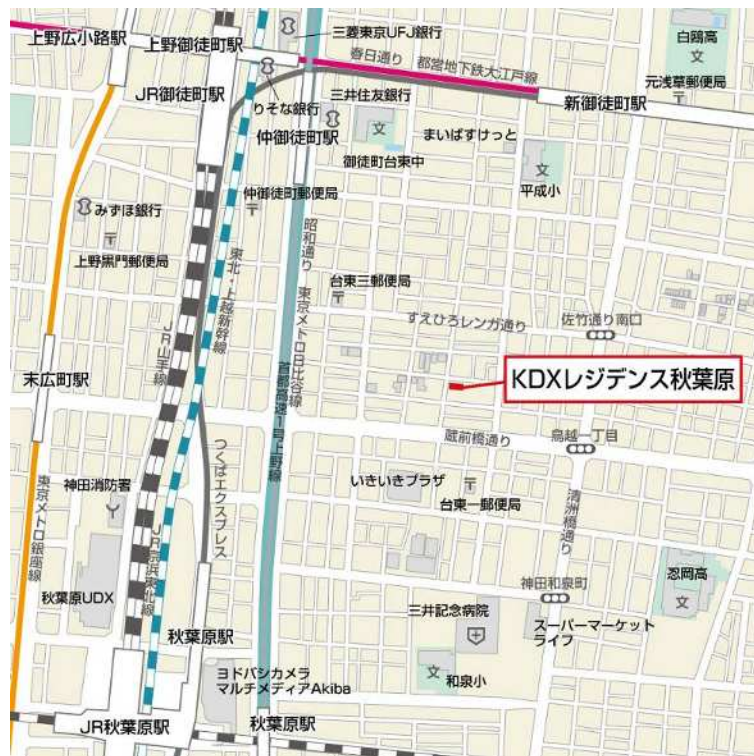 上野広小路駅
上野御徒町駅
三菱東京UFJ銀行
白鴎高
春日通り
都営地下鉄大江戸線
JR御徒町駅
りそな銀行
三井住友銀行
新御徒町駅
元浅草郵便局
仲御徒町駅
まいばすけっと
御徒町台東中
平成小
仲御徒町郵便局
みずほ銀行
上野黒門郵便局
昭和通り
東北・上越新幹線
台東三郵便局
すえひろレンガ通り
佐竹通り南口
JR山手線
東京メトロ日比谷線
首都高速1号上野線
末広町駅
KDXレジデンス秋葉原
蔵前橋通り
鳥越一丁目
つくばエクスプレス
いきいきプラザ
神田消防署
台東一郵便局
東京メトロ銀座線
清洲橋通り
JR京浜東北線
秋葉原UDX
神田和泉町
忍岡高
三井記念病院
スーパーマーケット
ライフ
秋葉原駅
ヨドバシカメラ
マルチメディアAkiba
和泉小
JR秋葉原駅
秋葉原駅